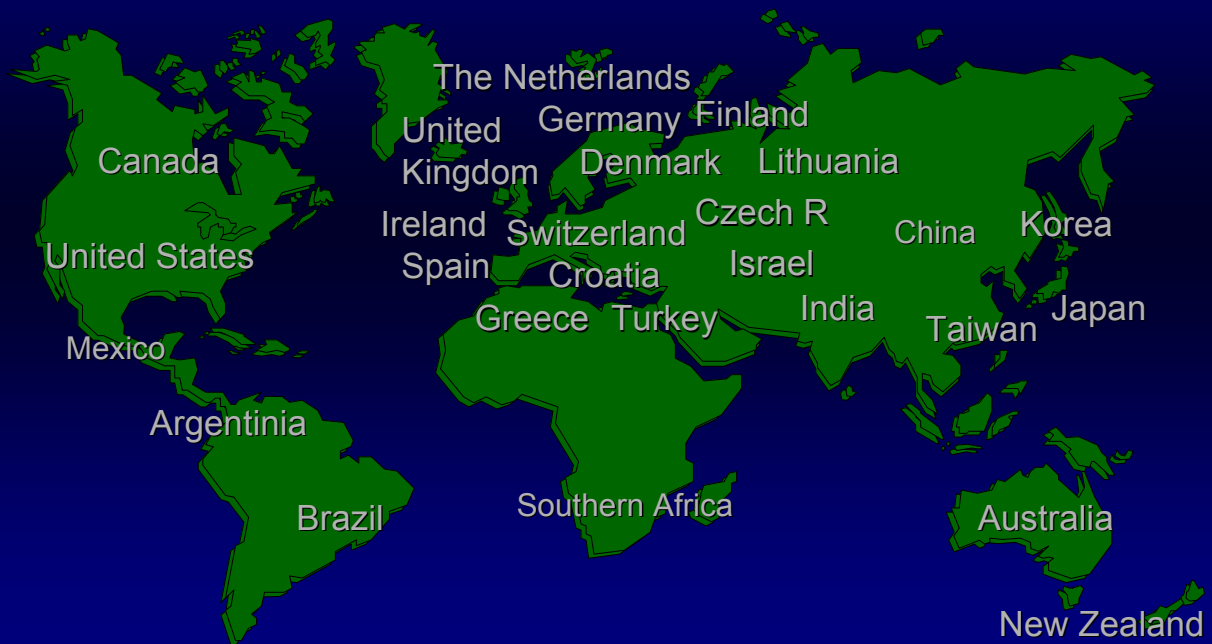 The Netherlands
United
Kingdom
Germany
Finland
Canada
Denmark
Lithuania
Ireland
Switzerland
Czech R
China
Korea
United States
Spain
Croatia
Israel
Greece
Turkey
India
Taiwan
Japan
Mexico
Argentinia
Brazil
Southern Africa
Australia
New Zealand